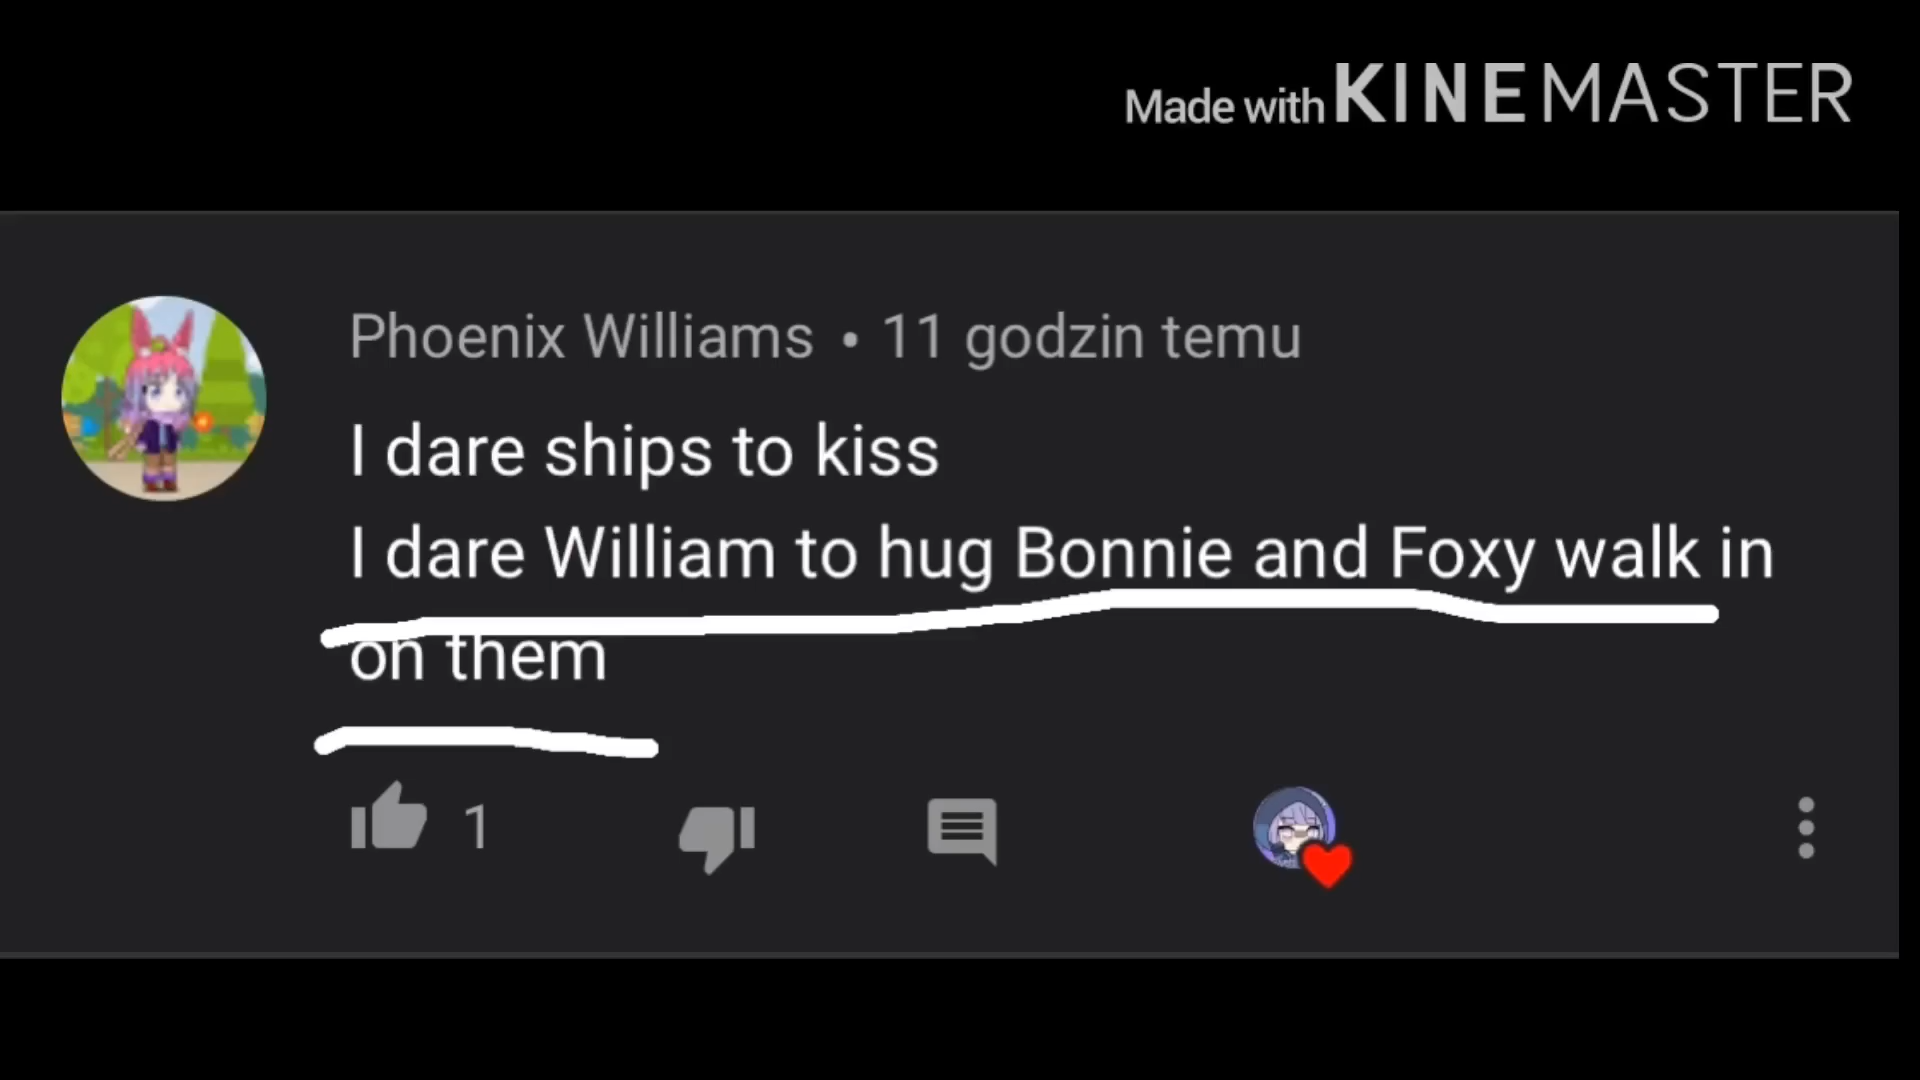 Made with KINEMASTER
Phoenix Williams • 11 godzin temu
I dare ships to kiss
I dare William to hug Bonnie and Foxy walk in
on them
1